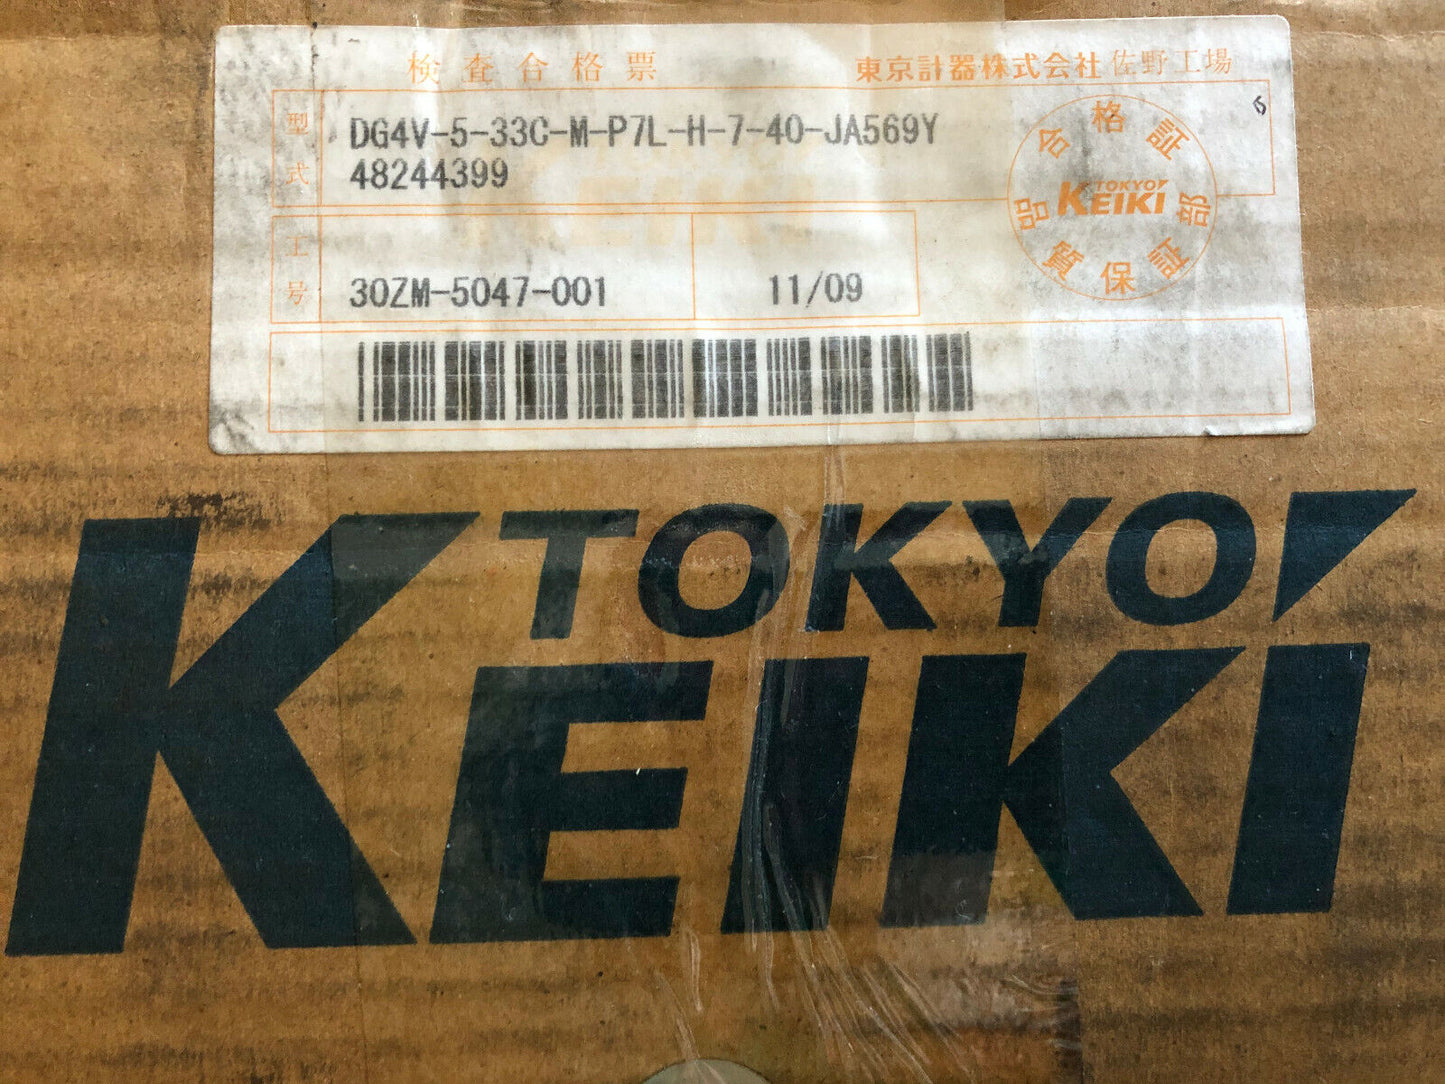 検査合格票 東京計器株式会社 佐野工場
型式 DG4V-5-33C-M-P7L-H-7-40-JA569Y
48244399
6
合格証
TOKYO
KEIKI
品質保証部
工号 30ZM-5047-001 11/09
TOKYO
KEIKI